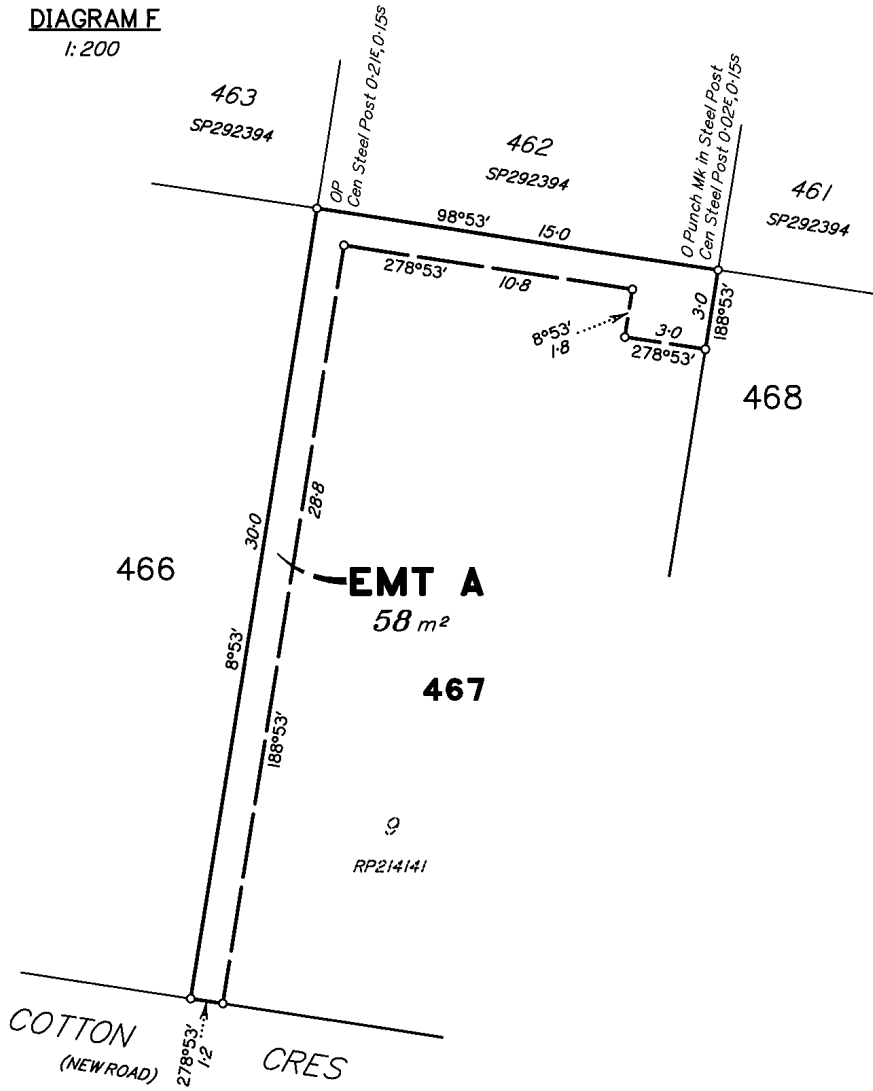 DIAGRAM F
1:200
463
SP292394
OP
Cen Steel Post 0·21E,0·15S
462
SP292394
O Punch Mk in Steel Post
Cen Steel Post 0·02E,0·15S
461
SP292394
98°53'
15·0
278°53'
10·8
8°53'
1·8
3·0
278°53'
3·0
188°53'
468
30·0
8°53'
28·8
188°53'
466
EMT A
58 m²
467
9
RP214141
COTTON
(NEW ROAD)
278°53'
1·2
CRES